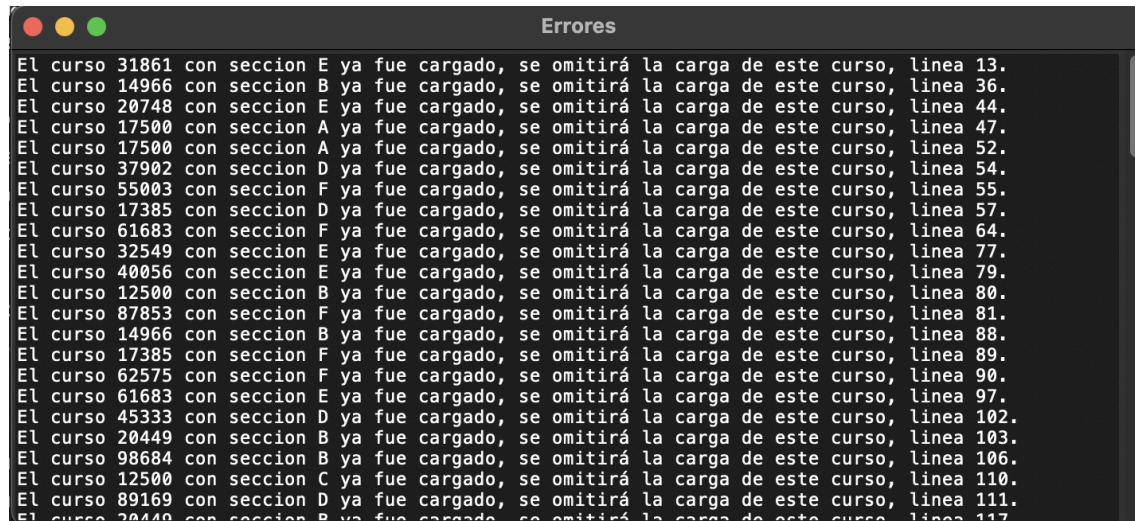 Errores
El curso 31861 con seccion E ya fue cargado, se omitirá la carga de este curso, linea 13.
El curso 14966 con seccion B ya fue cargado, se omitirá la carga de este curso, linea 36.
El curso 20748 con seccion E ya fue cargado, se omitirá la carga de este curso, linea 44.
El curso 17500 con seccion A ya fue cargado, se omitirá la carga de este curso, linea 47.
El curso 17500 con seccion A ya fue cargado, se omitirá la carga de este curso, linea 52.
El curso 37902 con seccion D ya fue cargado, se omitirá la carga de este curso, linea 54.
El curso 55003 con seccion F ya fue cargado, se omitirá la carga de este curso, linea 55.
El curso 17385 con seccion D ya fue cargado, se omitirá la carga de este curso, linea 57.
El curso 61683 con seccion F ya fue cargado, se omitirá la carga de este curso, linea 64.
El curso 32549 con seccion E ya fue cargado, se omitirá la carga de este curso, linea 77.
El curso 40056 con seccion E ya fue cargado, se omitirá la carga de este curso, linea 79.
El curso 12500 con seccion B ya fue cargado, se omitirá la carga de este curso, linea 80.
El curso 87853 con seccion F ya fue cargado, se omitirá la carga de este curso, linea 81.
El curso 14966 con seccion B ya fue cargado, se omitirá la carga de este curso, linea 88.
El curso 17385 con seccion F ya fue cargado, se omitirá la carga de este curso, linea 89.
El curso 62575 con seccion F ya fue cargado, se omitirá la carga de este curso, linea 90.
El curso 61683 con seccion E ya fue cargado, se omitirá la carga de este curso, linea 97.
El curso 45333 con seccion D ya fue cargado, se omitirá la carga de este curso, linea 102.
El curso 20449 con seccion B ya fue cargado, se omitirá la carga de este curso, linea 103.
El curso 98684 con seccion B ya fue cargado, se omitirá la carga de este curso, linea 106.
El curso 12500 con seccion C ya fue cargado, se omitirá la carga de este curso, linea 110.
El curso 89169 con seccion D ya fue cargado, se omitirá la carga de este curso, linea 111.
El curso 20449 con seccion B ya fue cargado, se omitirá la carga de este curso, linea 117.